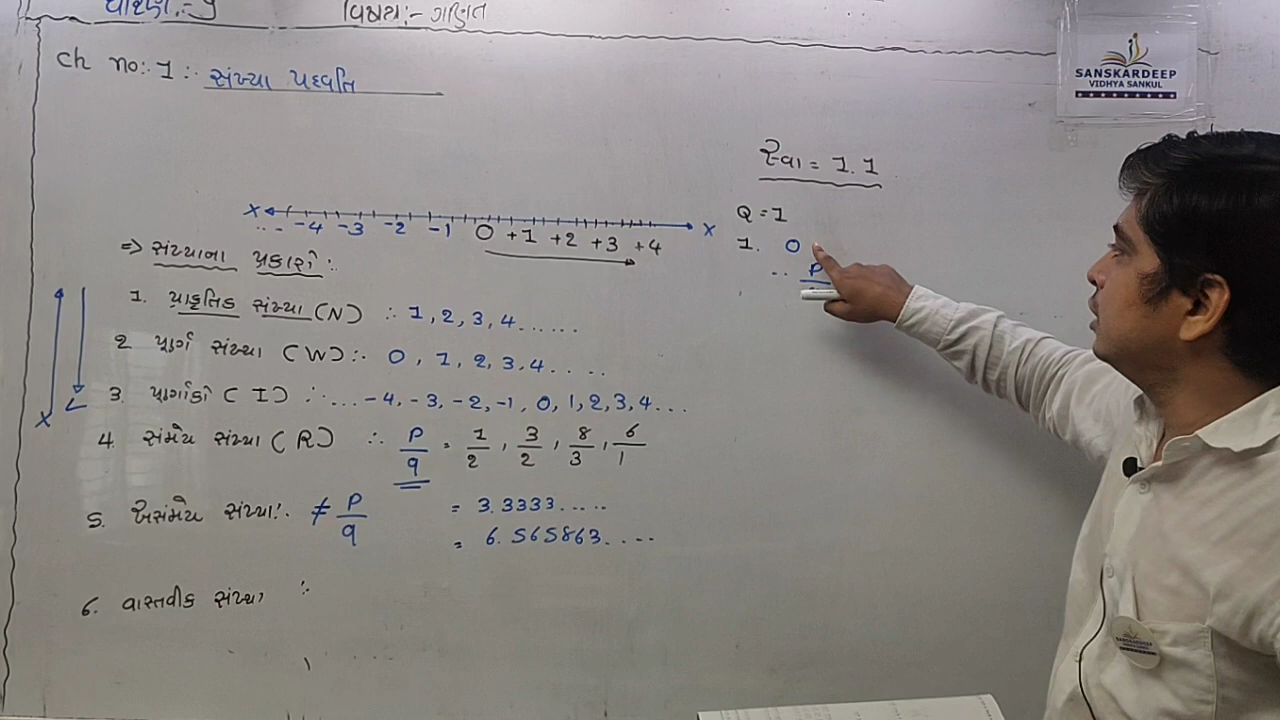 ધોરણ :- 9 વિષય:- ગણિત
ch no:. 1 :. સંખ્યા પદ્ધતિ
X ... -4 -3 -2 -1 0 +1 +2 +3 +4 X
⇒ સંખ્યાના પ્રકારો :.
1. પ્રાકૃતિક સંખ્યા (N) :. 1, 2, 3, 4......
2 પૂર્ણ સંખ્યા (W) :. 0, 1, 2, 3, 4.....
3. પૂર્ણાંકો (I) :. ... -4, -3, -2, -1, 0, 1, 2, 3, 4...
4. સંમેય સંખ્યા (R) :. p/q = 1/2, 3/2, 8/3, 6/1
5. અસંમેય સંખ્યા:. ≠ p/q = 3.3333.....
= 6.565863....
6. વાસ્તવીક સંખ્યા :.
સ્વા = 1.1
Q = 1
1. 0
.. P
SANSKARDEEP
VIDHYA SANKUL
SANSKARDEEP